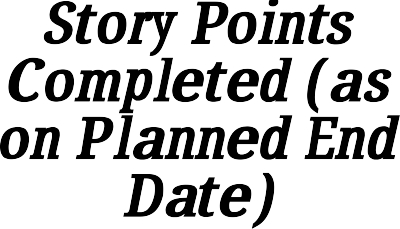 Story Points
Completed (as
on Planned End
Date)